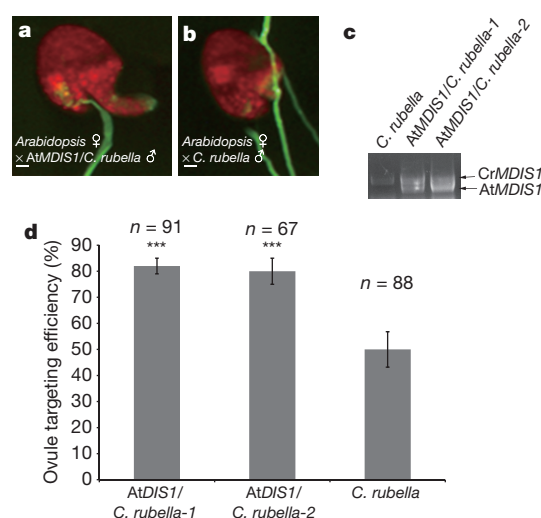 a
Arabidopsis ♀
× AtMDIS1/C. rubella ♂
b
Arabidopsis ♀
× C. rubella ♂
c
C. rubella
AtMDIS1/C. rubella-1
AtMDIS1/C. rubella-2
CrMDIS1
AtMDIS1
d
Ovule targeting efficiency (%)
90
80
70
60
50
40
30
20
10
0
n = 91
***
n = 67
***
n = 88
AtDIS1/
C. rubella-1
AtDIS1/
C. rubella-2
C. rubella